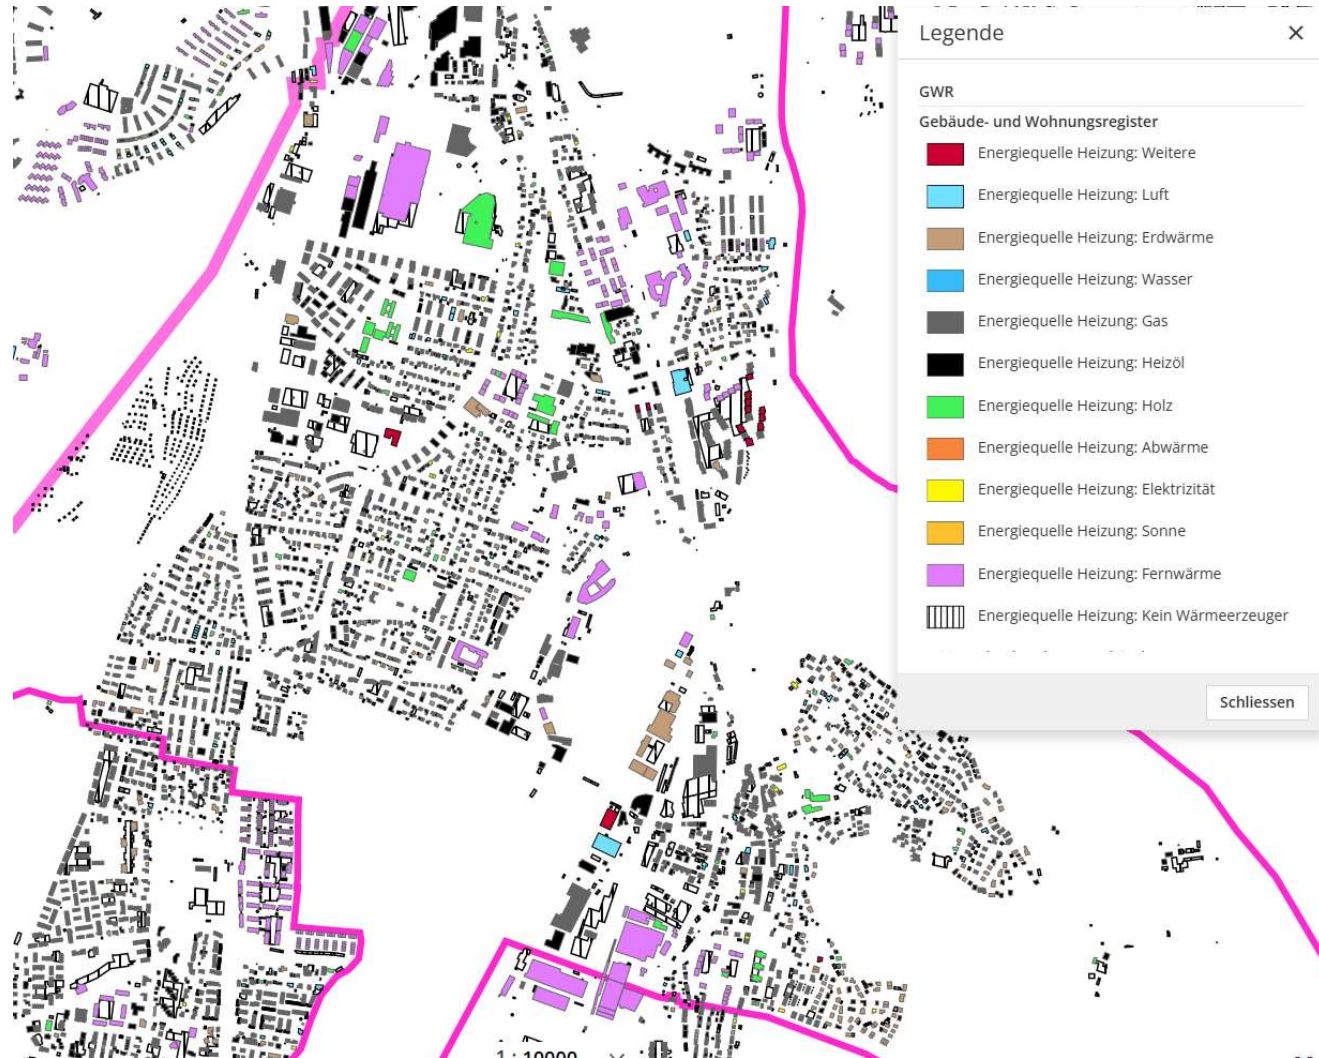 Legende
GWR
Gebäude- und Wohnungsregister
Energiequelle Heizung: Weitere
Energiequelle Heizung: Luft
Energiequelle Heizung: Erdwärme
Energiequelle Heizung: Wasser
Energiequelle Heizung: Gas
Energiequelle Heizung: Heizöl
Energiequelle Heizung: Holz
Energiequelle Heizung: Abwärme
Energiequelle Heizung: Elektrizität
Energiequelle Heizung: Sonne
Energiequelle Heizung: Fernwärme
Energiequelle Heizung: Kein Wärmeerzeuger
Schliessen
1 : 10000